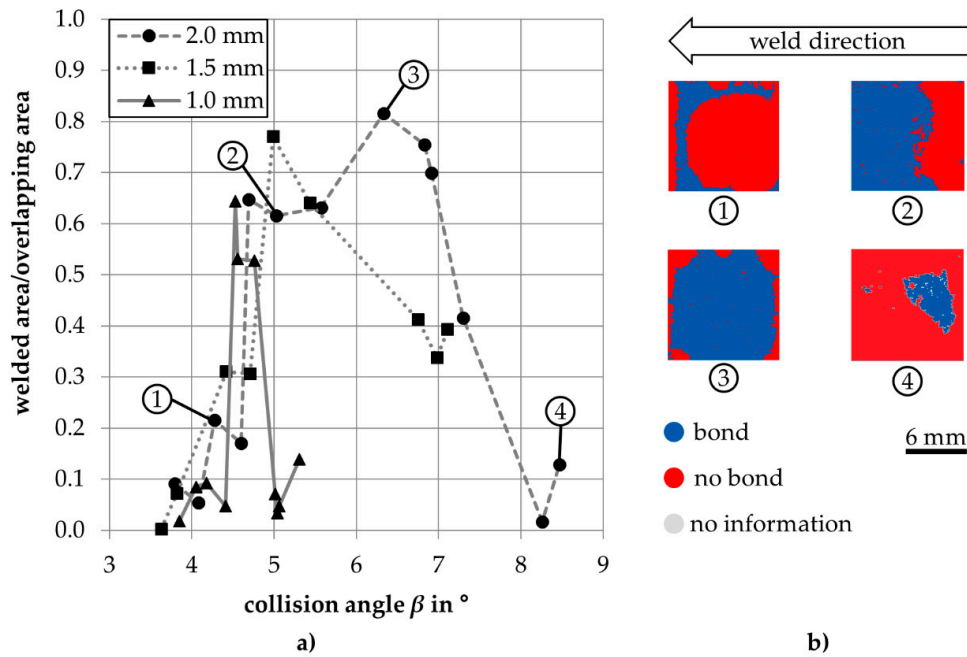 1.0
0.9
0.8
0.7
0.6
0.5
0.4
0.3
0.2
0.1
0.0
welded area/overlapping area
2.0 mm
1.5 mm
1.0 mm
3
2
1
4
3 4 5 6 7 8 9
collision angle β in °
a)
weld direction
1 2
3 4
bond
6 mm
no bond
no information
b)